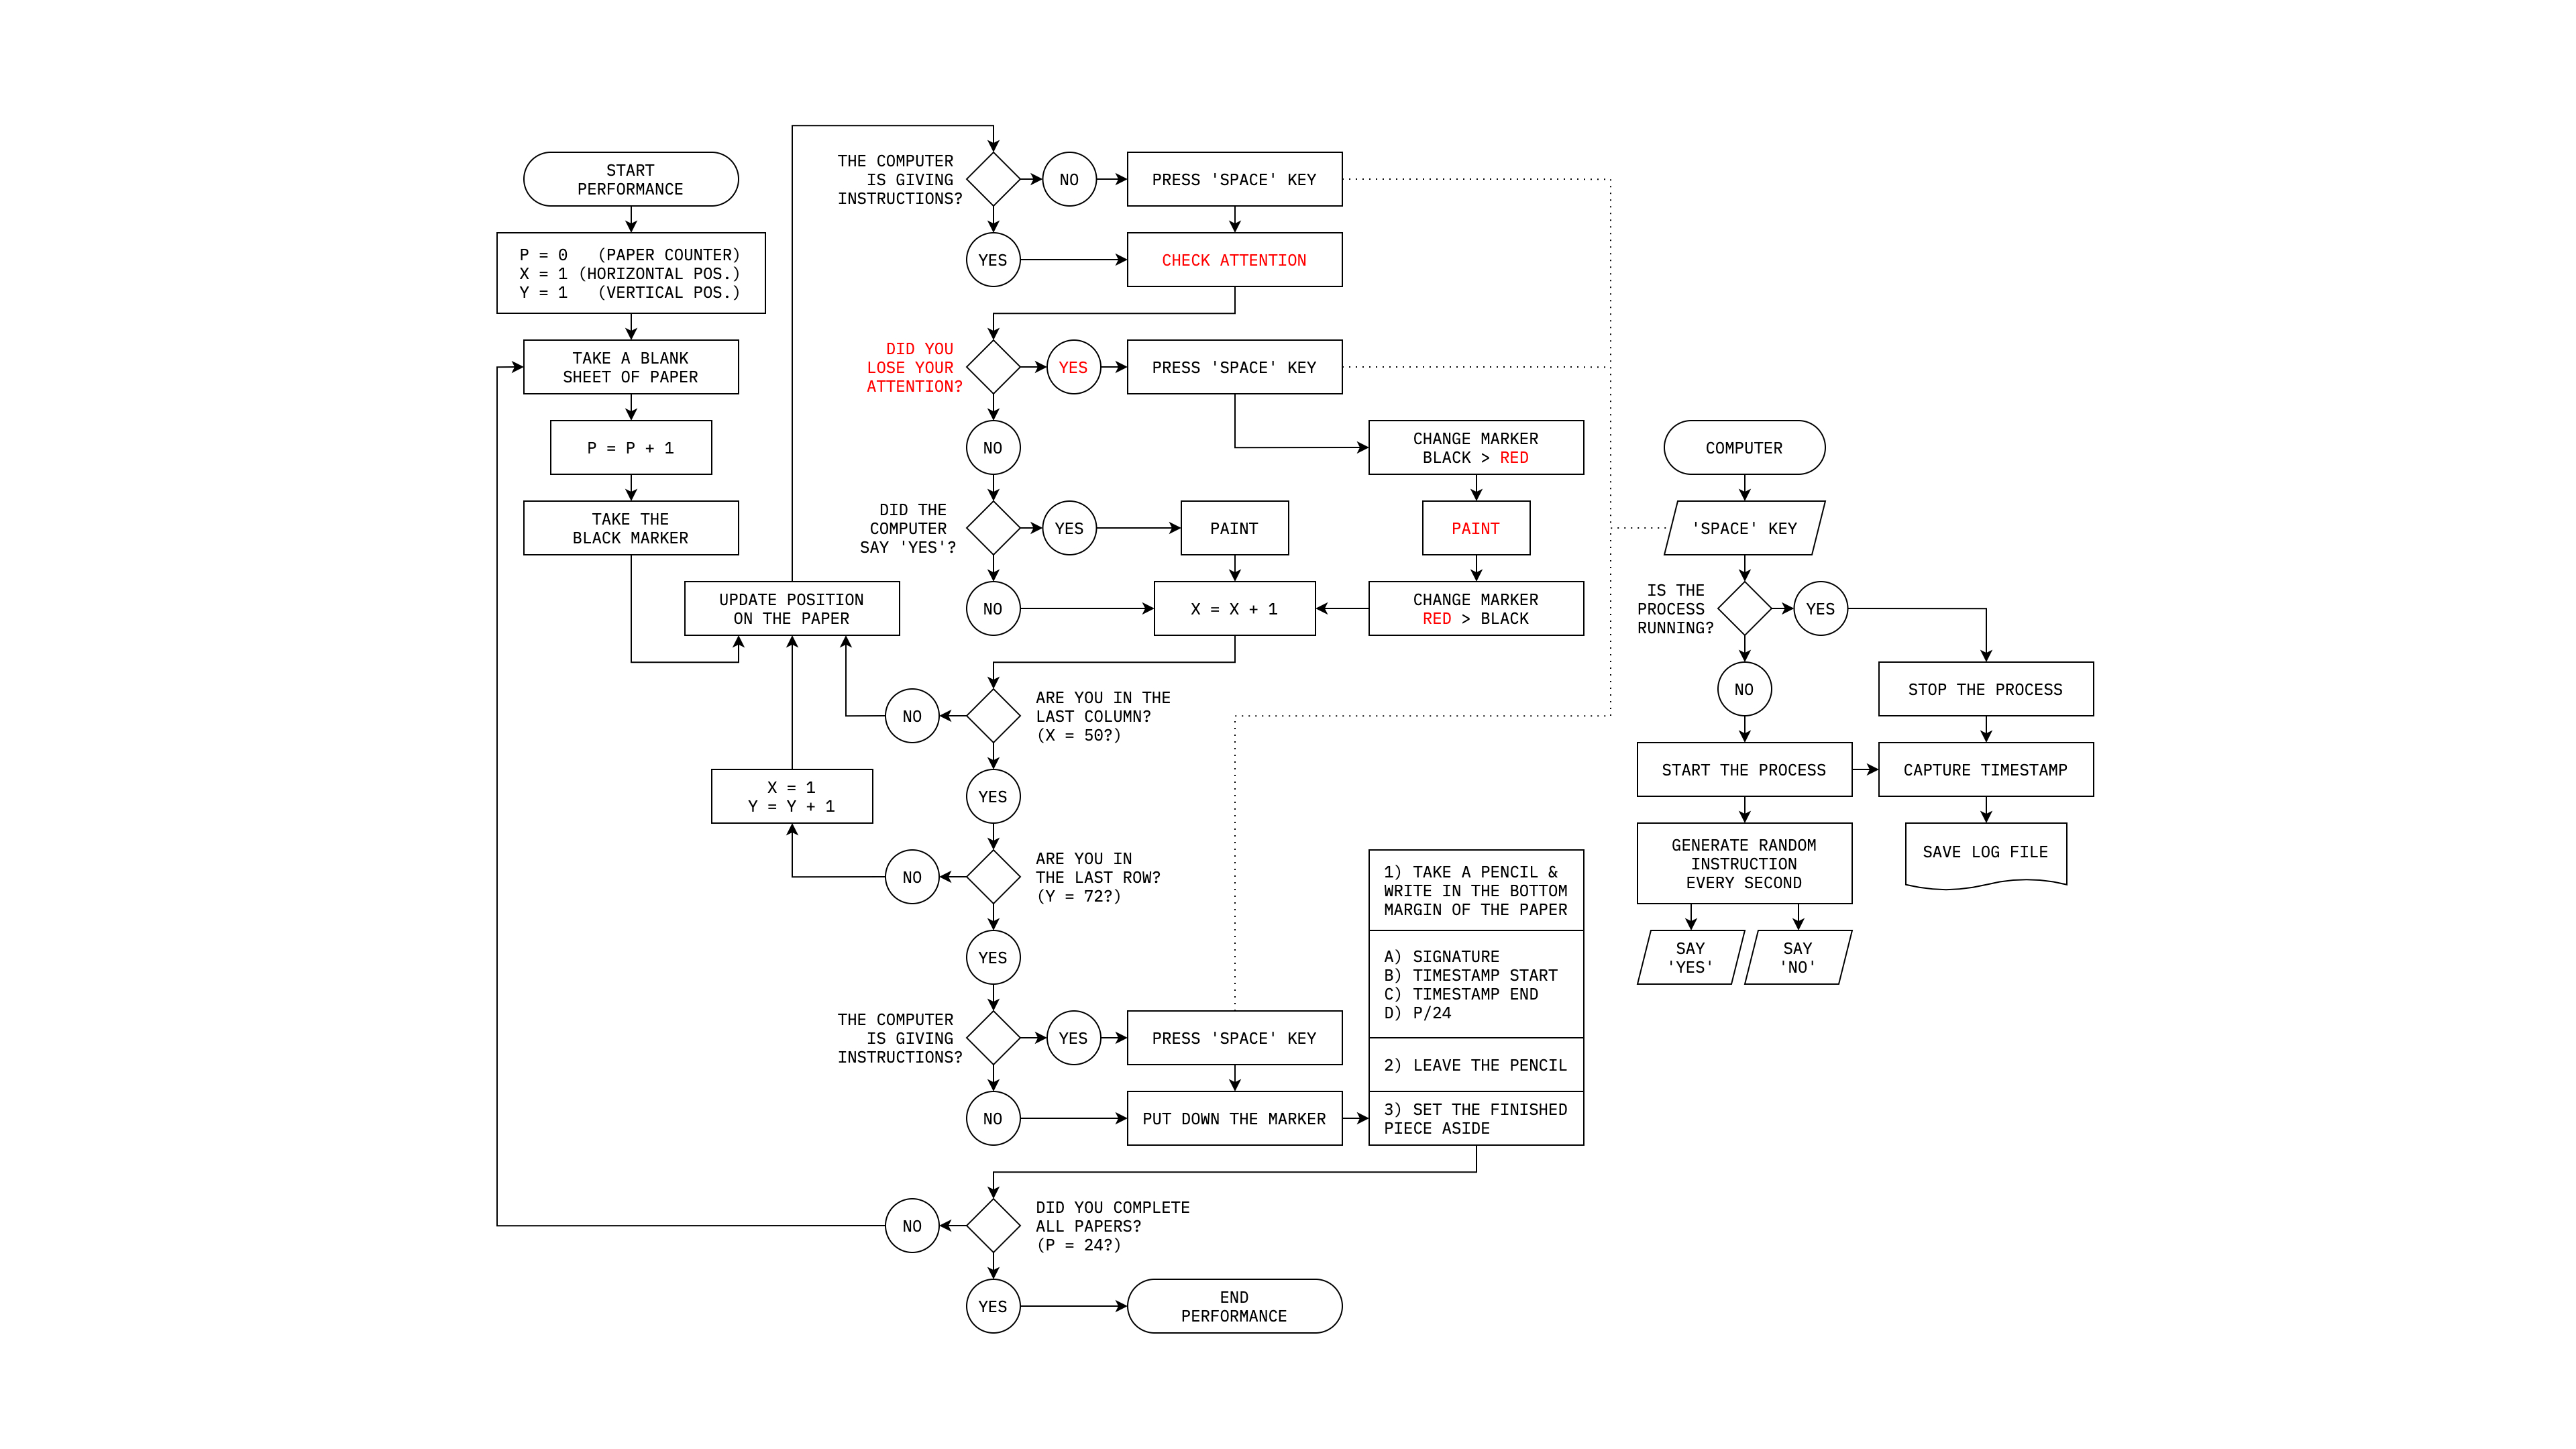 START
PERFORMANCE
P = 0 (PAPER COUNTER)
X = 1 (HORIZONTAL POS.)
Y = 1 (VERTICAL POS.)
TAKE A BLANK
SHEET OF PAPER
P = P + 1
TAKE THE
BLACK MARKER
UPDATE POSITION
ON THE PAPER
X = 1
Y = Y + 1
THE COMPUTER
IS GIVING
INSTRUCTIONS?
NO
PRESS 'SPACE' KEY
YES
CHECK ATTENTION
DID YOU
LOSE YOUR
ATTENTION?
YES
PRESS 'SPACE' KEY
NO
CHANGE MARKER
BLACK > RED
DID THE
COMPUTER
SAY 'YES'?
YES
PAINT
PAINT
NO
X = X + 1
CHANGE MARKER
RED > BLACK
NO
ARE YOU IN THE
LAST COLUMN?
(X = 50?)
YES
NO
ARE YOU IN
THE LAST ROW?
(Y = 72?)
YES
THE COMPUTER
IS GIVING
INSTRUCTIONS?
YES
PRESS 'SPACE' KEY
NO
PUT DOWN THE MARKER
1) TAKE A PENCIL &
WRITE IN THE BOTTOM
MARGIN OF THE PAPER
A) SIGNATURE
B) TIMESTAMP START
C) TIMESTAMP END
D) P/24
2) LEAVE THE PENCIL
3) SET THE FINISHED
PIECE ASIDE
NO
DID YOU COMPLETE
ALL PAPERS?
(P = 24?)
YES
END
PERFORMANCE
COMPUTER
'SPACE' KEY
IS THE
PROCESS
RUNNING?
YES
NO
STOP THE PROCESS
START THE PROCESS
CAPTURE TIMESTAMP
GENERATE RANDOM
INSTRUCTION
EVERY SECOND
SAVE LOG FILE
SAY
'YES'
SAY
'NO'